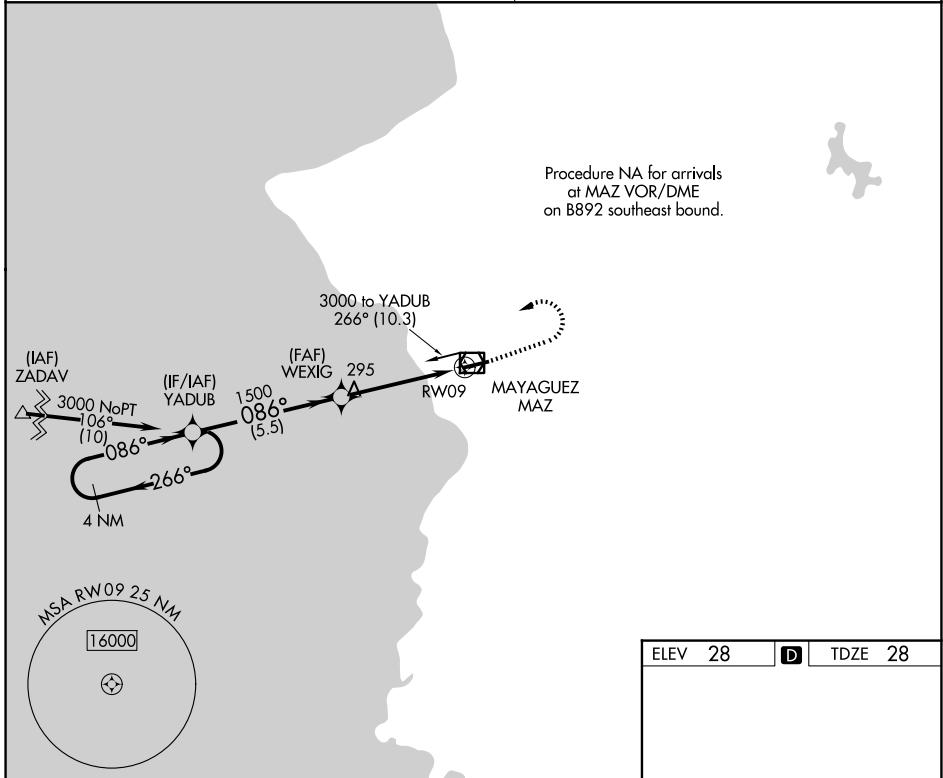 Procedure NA for arrivals
at MAZ VOR/DME
on B892 southeast bound.
3000 to YADUB
266° (10.3)
(IAF)
ZADAV
(IF/IAF)
YADUB
(FAF)
WEXIG
295
3000 NoPT
106°
(10)
1500
086°
(5.5)
RW09
MAYAGUEZ
MAZ
086°
266°
4 NM
MSA RW09 25 NM
16000
ELEV 28 D TDZE 28